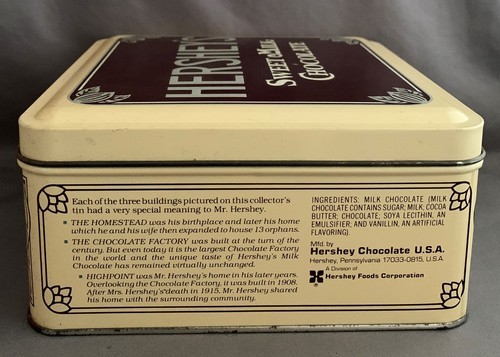 HERSHEY'S
SWEET MILK
CHOCOLATE
Each of the three buildings pictured on this collector's
tin had a very special meaning to Mr. Hershey.
▪ THE HOMESTEAD was his birthplace and later his home
which he and his wife then expanded to house 13 orphans.
▪ THE CHOCOLATE FACTORY was built at the turn of the
century. But even today it is the largest Chocolate Factory
in the world and the unique taste of Hershey's Milk
Chocolate has remained virtually unchanged.
▪ HIGHPOINT was Mr. Hershey's home in his later years.
Overlooking the Chocolate Factory, it was built in 1908.
After Mrs. Hershey's death in 1915, Mr. Hershey shared
his home with the surrounding community.
INGREDIENTS: MILK CHOCOLATE (MILK
CHOCOLATE CONTAINS SUGAR; MILK; COCOA
BUTTER; CHOCOLATE; SOYA LECITHIN, AN
EMULSIFIER; AND VANILLIN, AN ARTIFICIAL
FLAVORING).
Mfd. by
Hershey Chocolate U.S.A.
Hershey, Pennsylvania 17033-0815, U.S.A.
A Division of
Hershey Foods Corporation
®